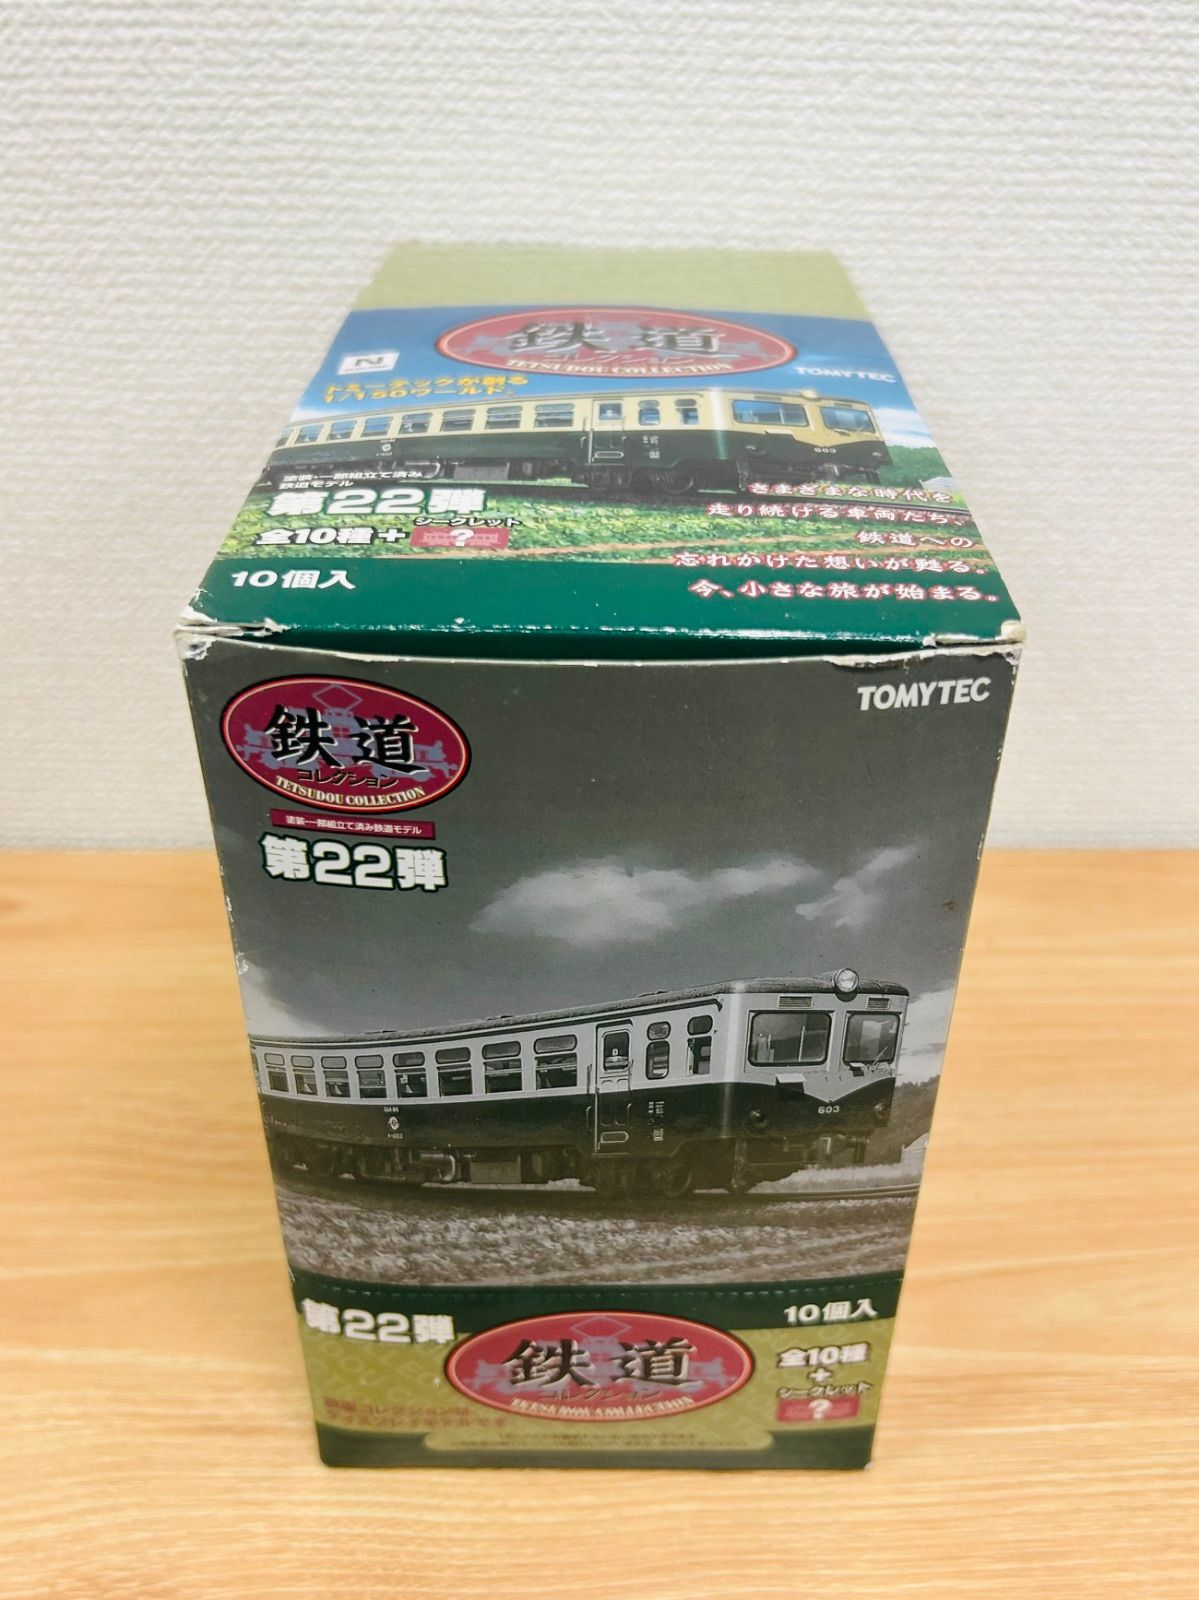 鉄道
コレクション
TETSUDOU COLLECTION
N
TOMYTEC
トミーテックが創る
1/150ワールド。
603
塗装・一部組立て済み
鉄道モデル
第22弾
シークレット
全10種+?
10個入
さまざまな時代を
走り続ける車両たち、
鉄道への
忘れかけた想いが甦る。
今、小さな旅が始まる。
TOMYTEC
鉄道
コレクション
TETSUDOU COLLECTION
塗装・一部組立て済み鉄道モデル
第22弾
603
第22弾
10個入
鉄道
コレクション
TETSUDOU COLLECTION
全10種
+
シークレット
?